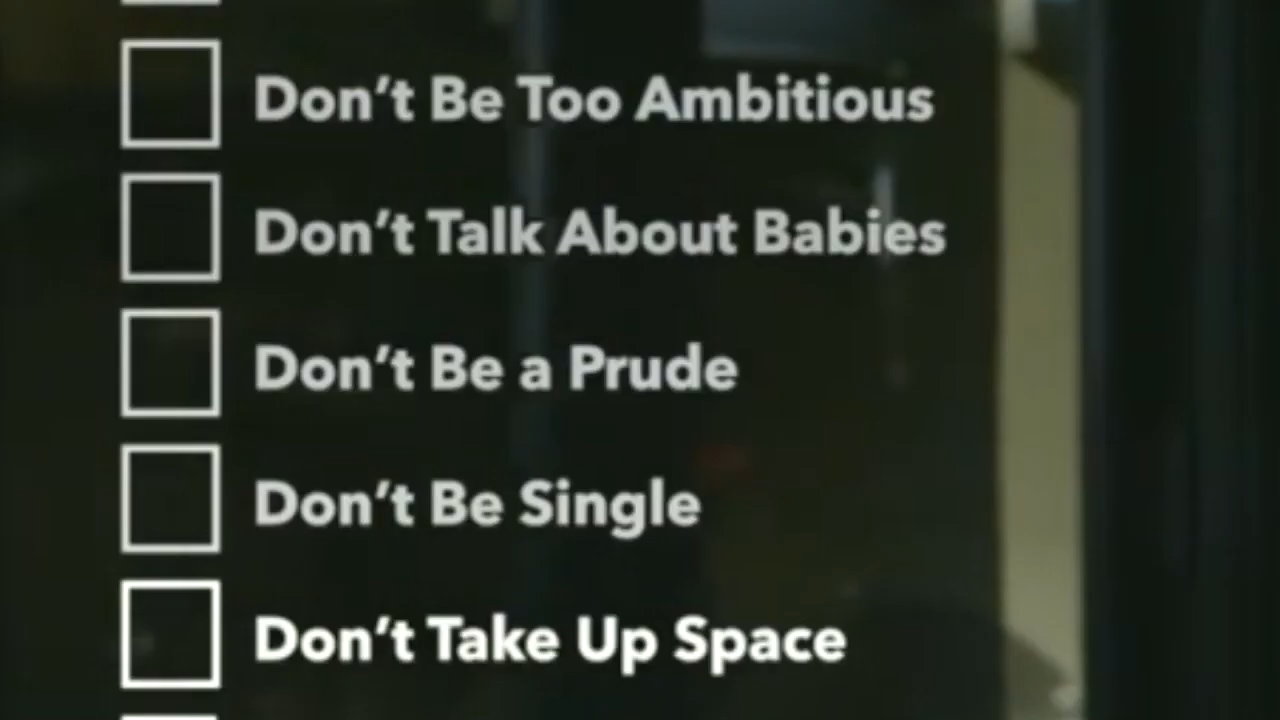 Don't Be Too Ambitious
Don't Talk About Babies
Don't Be a Prude
Don't Be Single
Don't Take Up Space